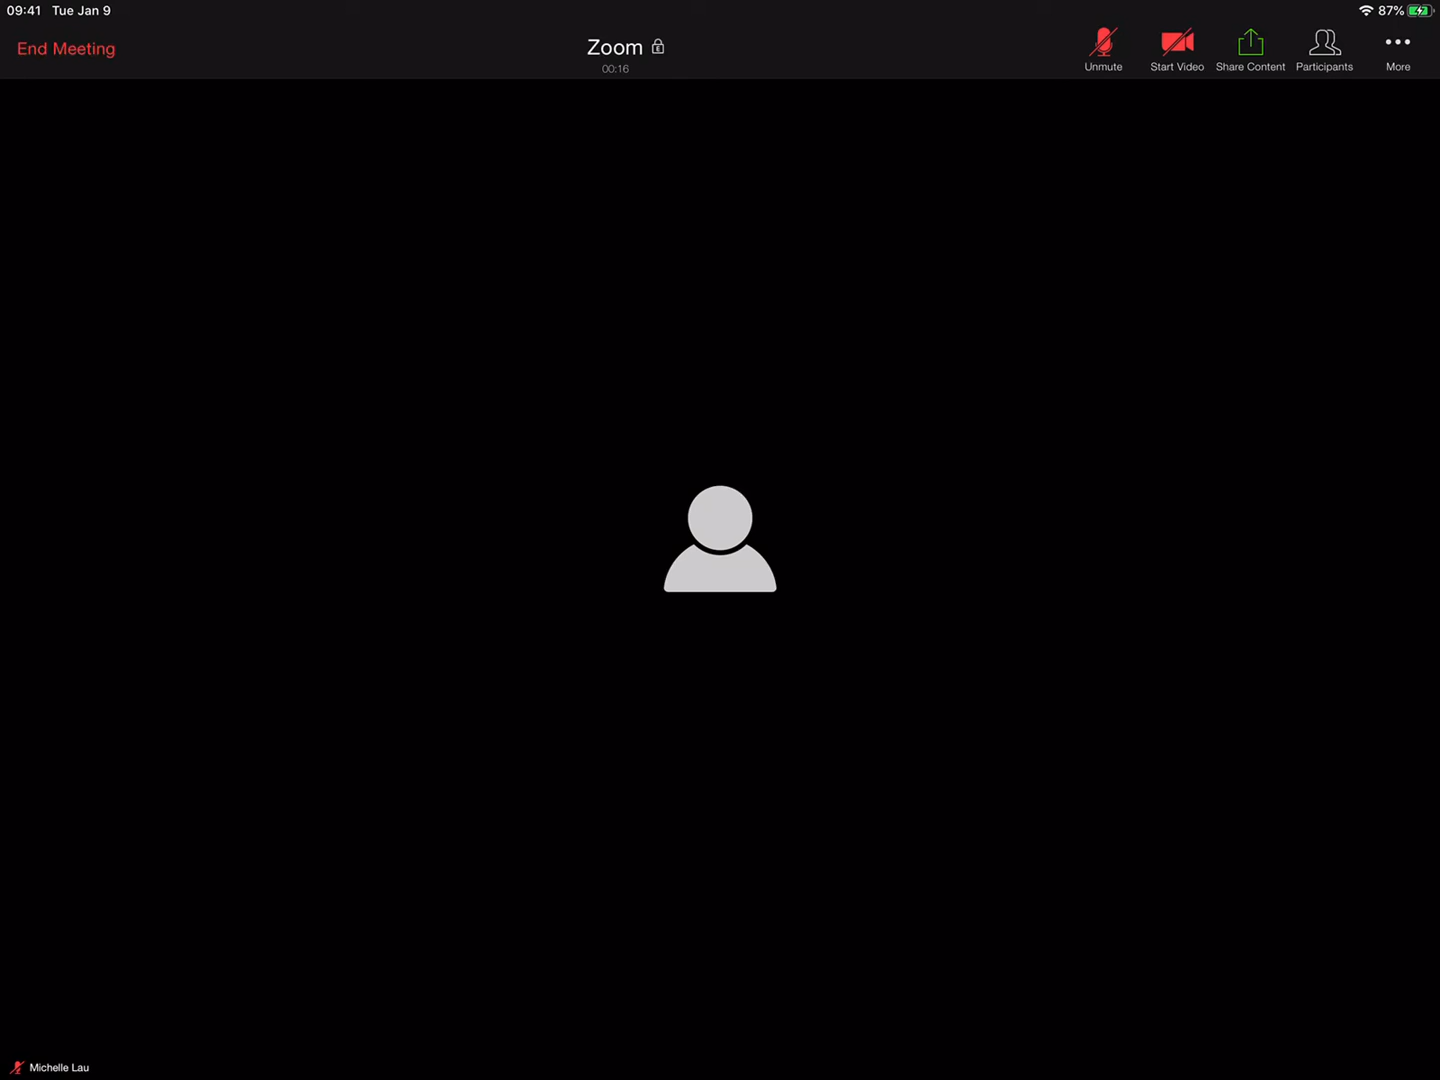 09:41 Tue Jan 9
87%
End Meeting
Zoom
00:16
Unmute
Start Video
Share Content
Participants
More
Michelle Lau